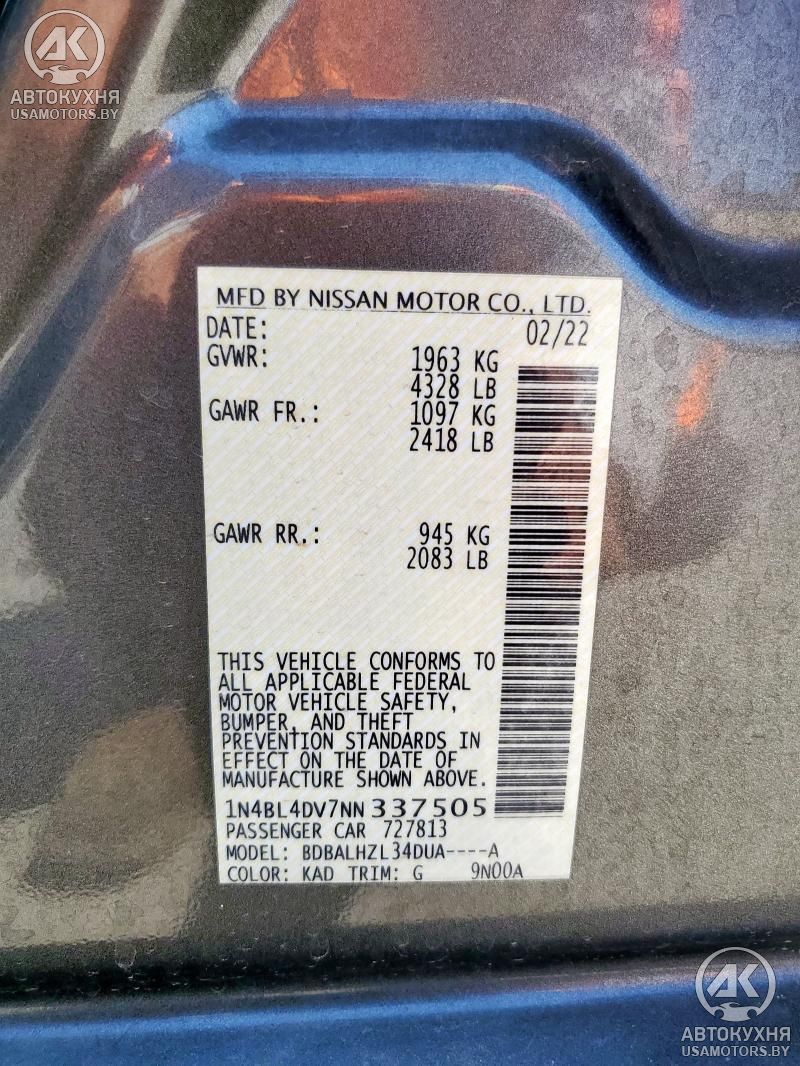 AK
АВТОКУХНЯ
USAMOTORS.BY
MFD BY NISSAN MOTOR CO., LTD.
DATE: 02/22
GVWR: 1963 KG
4328 LB
GAWR FR.: 1097 KG
2418 LB
GAWR RR.: 945 KG
2083 LB
THIS VEHICLE CONFORMS TO
ALL APPLICABLE FEDERAL
MOTOR VEHICLE SAFETY,
BUMPER, AND THEFT
PREVENTION STANDARDS IN
EFFECT ON THE DATE OF
MANUFACTURE SHOWN ABOVE.
1N4BL4DV7NN337505
PASSENGER CAR 727813
MODEL: BDBALHZL34DUA----A
COLOR: KAD TRIM: G 9N00A
AK
АВТОКУХНЯ
USAMOTORS.BY